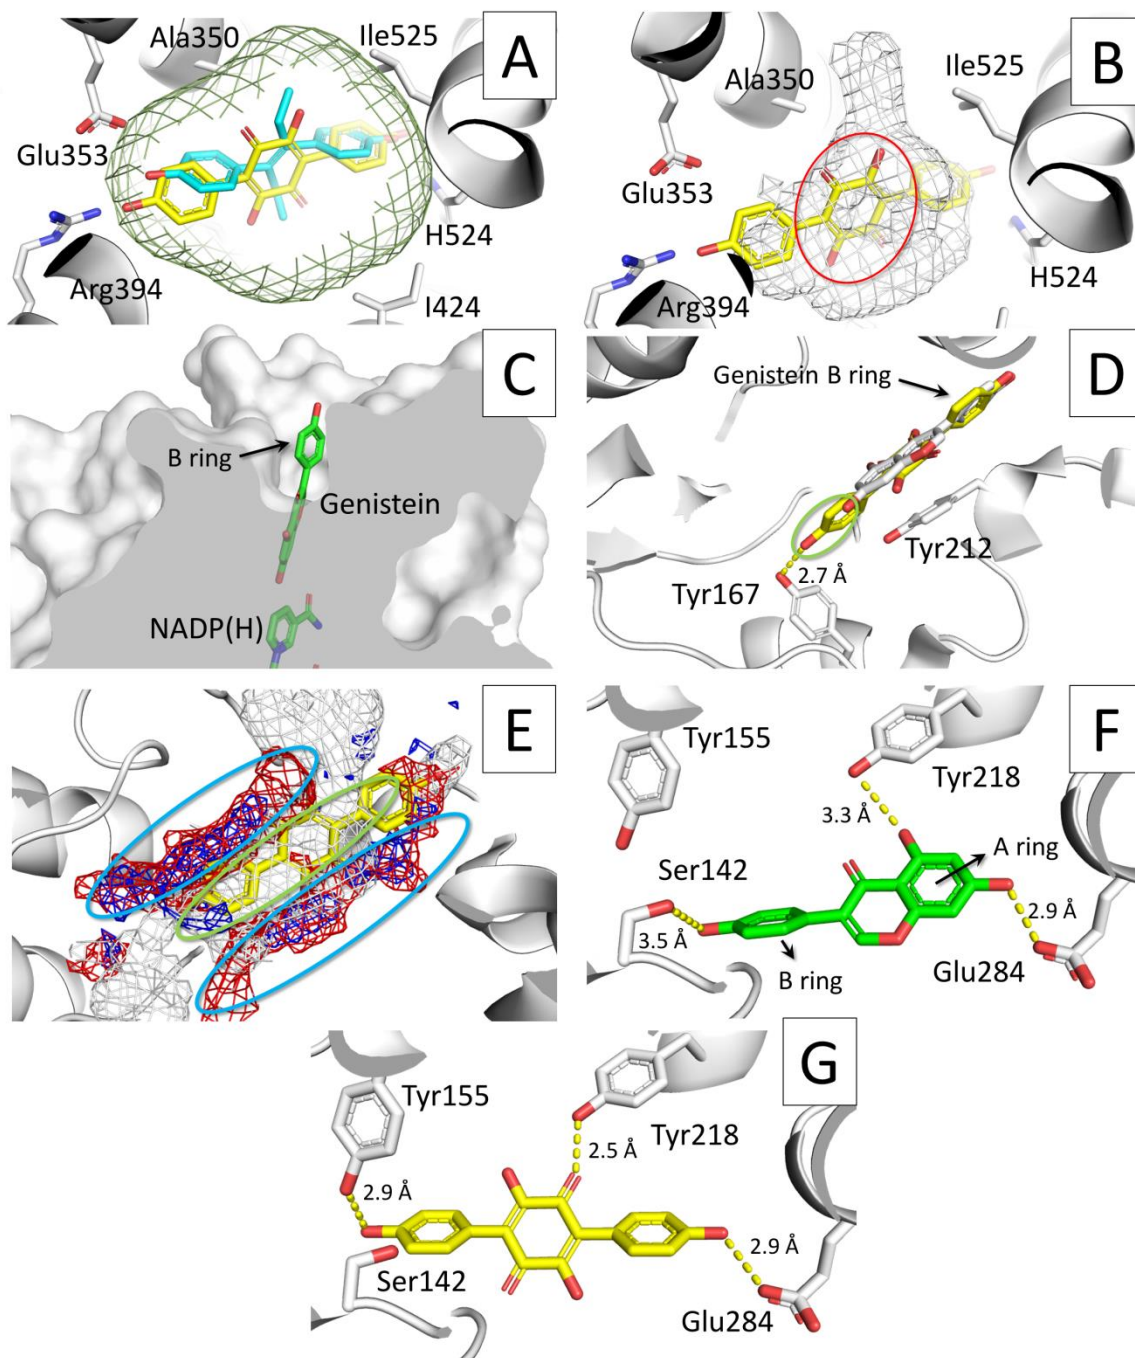 A
Ala350
Ile525
Glu353
H524
Arg394
I424
B
Ala350
Ile525
Glu353
H524
Arg394
C
B ring
Genistein
NADP(H)
D
Genistein B ring
Tyr212
2.7 Å
Tyr167
E
F
Tyr155
Tyr218
3.3 Å
A ring
Ser142
2.9 Å
3.5 Å
B ring
Glu284
G
Tyr155
Tyr218
2.5 Å
2.9 Å
2.9 Å
Ser142
Glu284